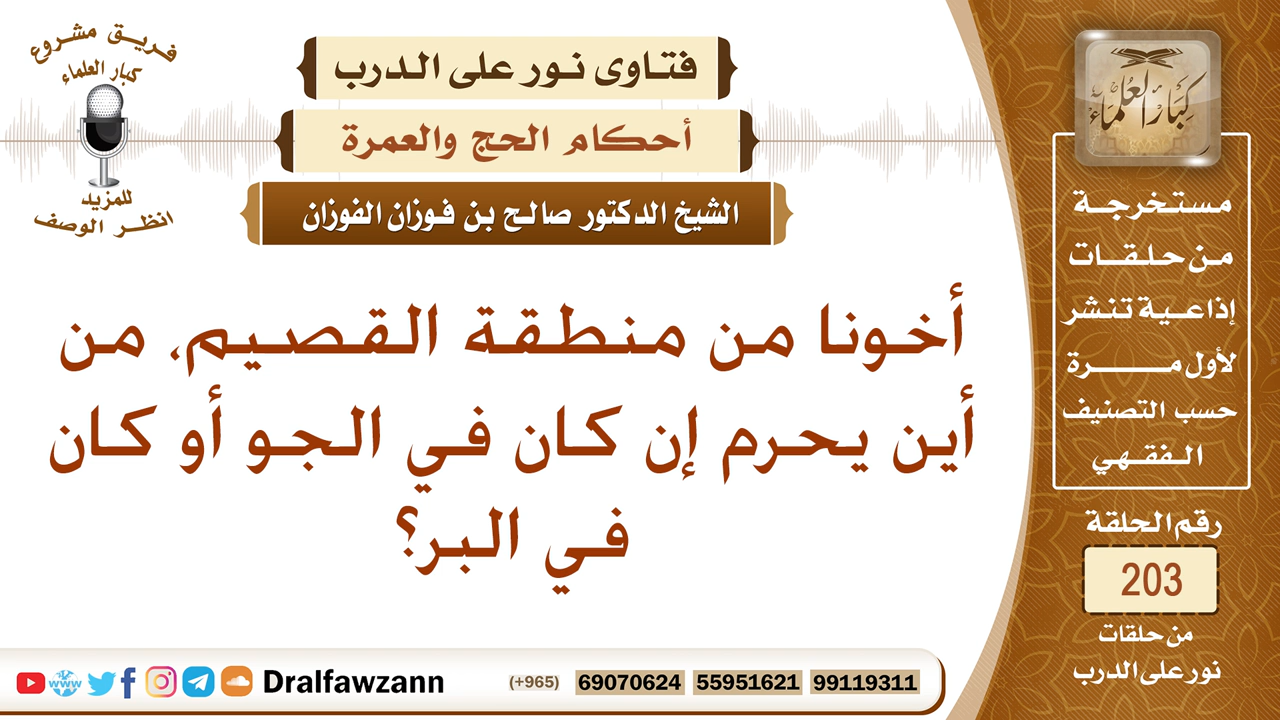 فريق مشروع
كبار العلماء
للمزيد
انظر الوصف
فتاوى نور على الدرب
أحكام الحج والعمرة
الشيخ الدكتور صالح بن فوزان الفوزان
أخونا من منطقة القصيم، من
أين يحرم إن كان في الجو أو كان
في البر؟
كبار العلماء
مستخرجة
من حلقات
إذاعية تنشر
لأول مرة
حسب التصنيف
الفقهي
رقم الحلقة
203
من حلقات
نور على الدرب
www Dralfawzann (+965) 69070624 55951621 99119311